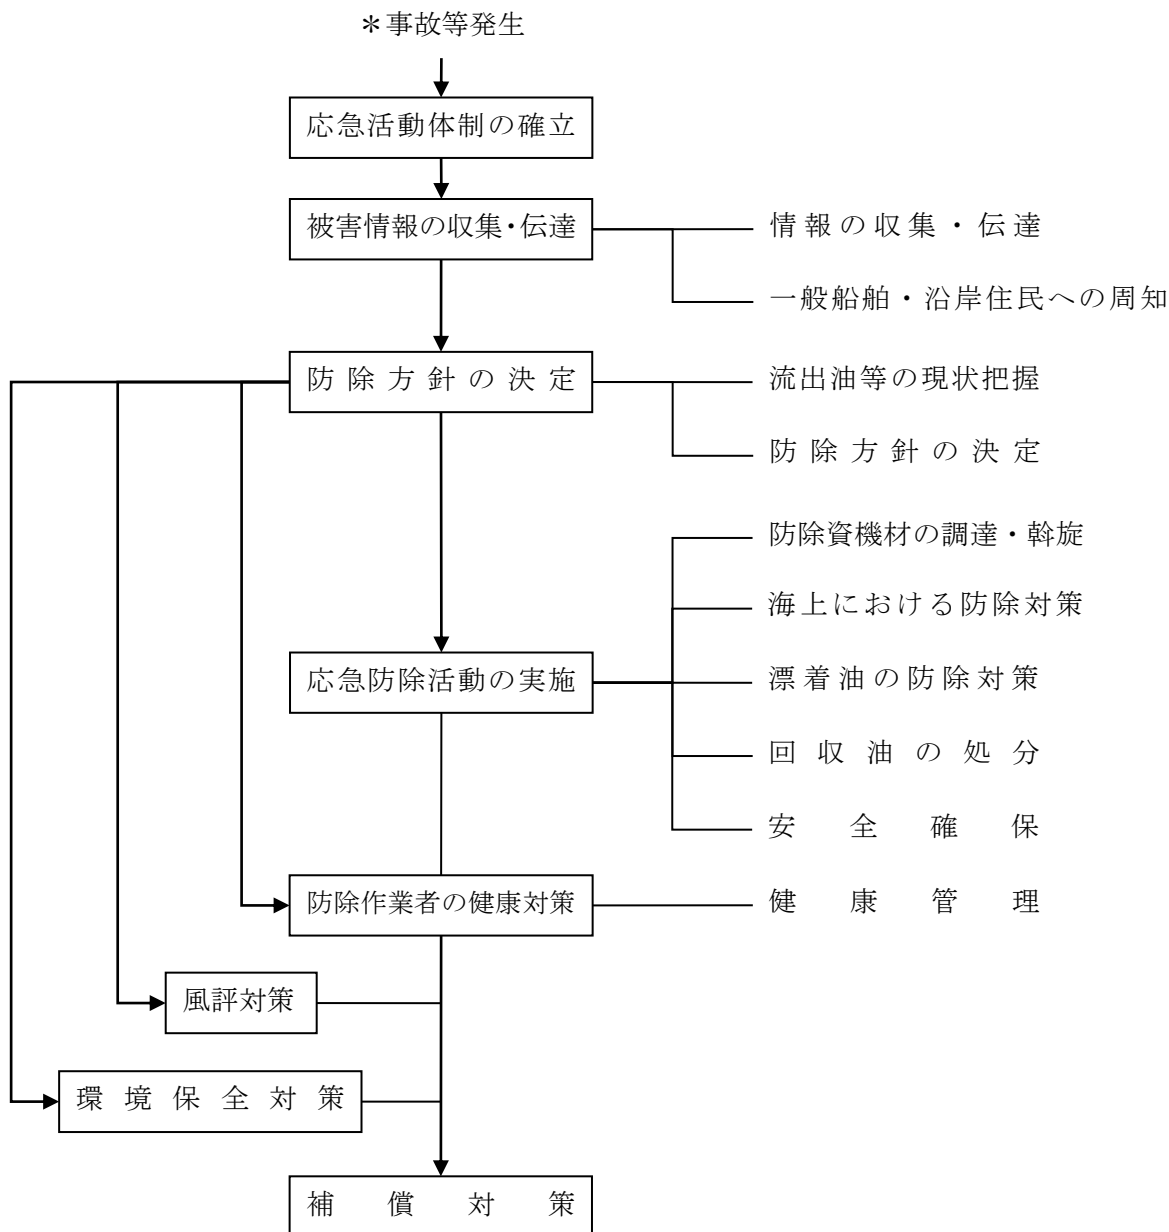 ＊事故等発生
応急活動体制の確立
被害情報の収集・伝達
情報の収集・伝達
一般船舶・沿岸住民への周知
防除方針の決定
流出油等の現状把握
防除方針の決定
防除資機材の調達・斡旋
海上における防除対策
応急防除活動の実施
漂着油の防除対策
回収油の処分
安全確保
防除作業者の健康対策
健康管理
風評対策
環境保全対策
補償対策